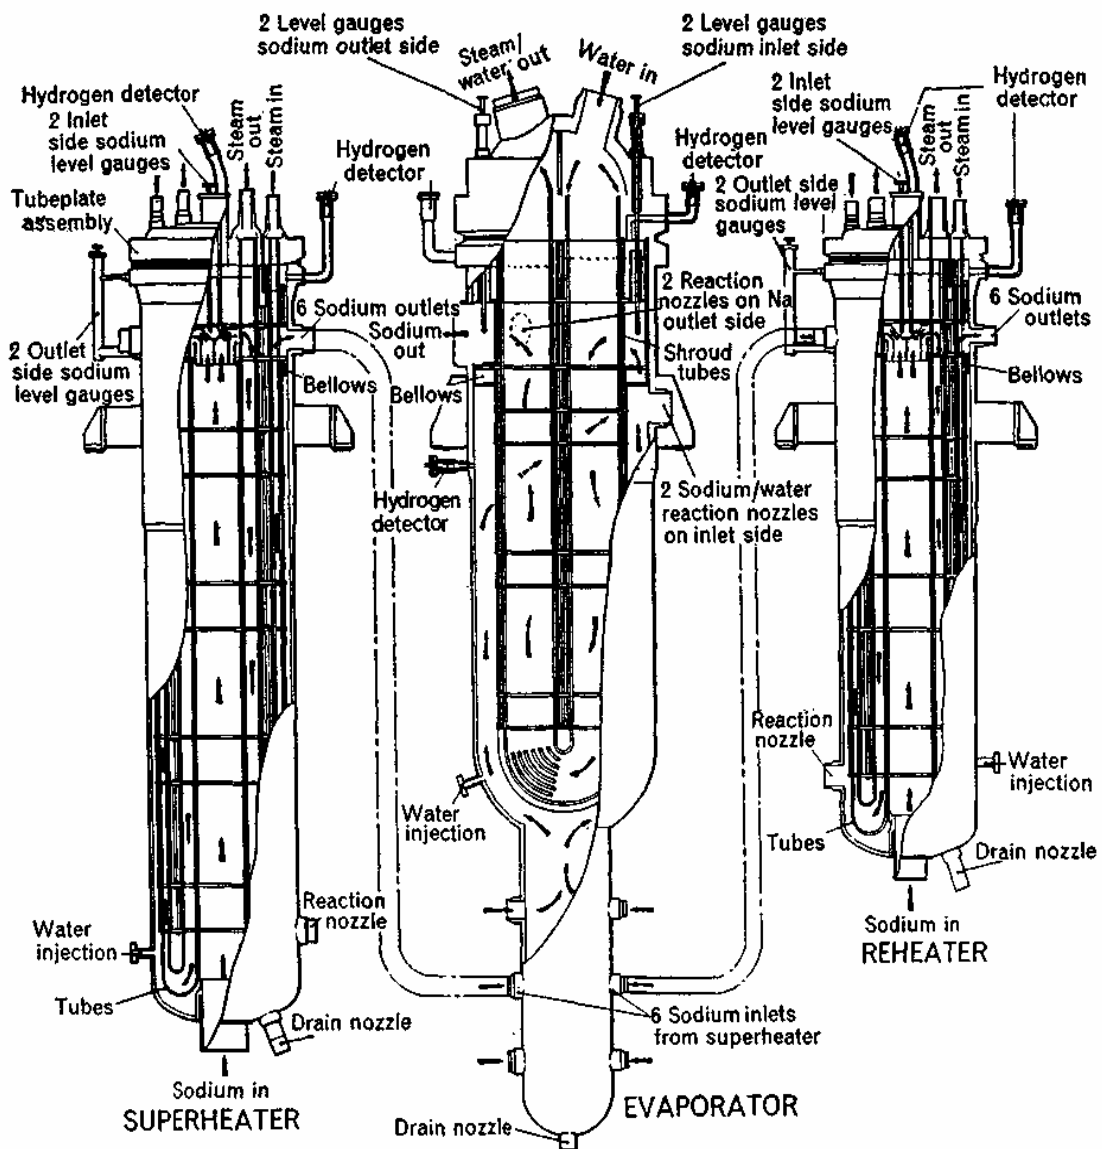 2 Level gauges
sodium outlet side
Steam/
water out
Water in
2 Level gauges
sodium inlet side
Hydrogen detector
2 Inlet
side sodium
level gauges
Steam
out
Steam in
Hydrogen
detector
Hydrogen
detector
2 Inlet
side sodium
level gauges
Hydrogen
detector
Steam
out
Steam in
Tubeplate
assembly
2 Outlet side
sodium level
gauges
6 Sodium outlets
Sodium
out
2 Reaction
nozzles on Na
outlet side
6 Sodium
outlets
2 Outlet
side sodium
level gauges
Bellows
Bellows
Shroud
tubes
Bellows
Hydrogen
detector
2 Sodium/water
reaction nozzles
on inlet side
Reaction
nozzle
Water
injection
Water
injection
Tubes
Drain nozzle
Reaction
nozzle
Sodium in
REHEATER
Water
injection
Tubes
Drain nozzle
6 Sodium inlets
from superheater
Sodium in
SUPERHEATER
EVAPORATOR
Drain nozzle